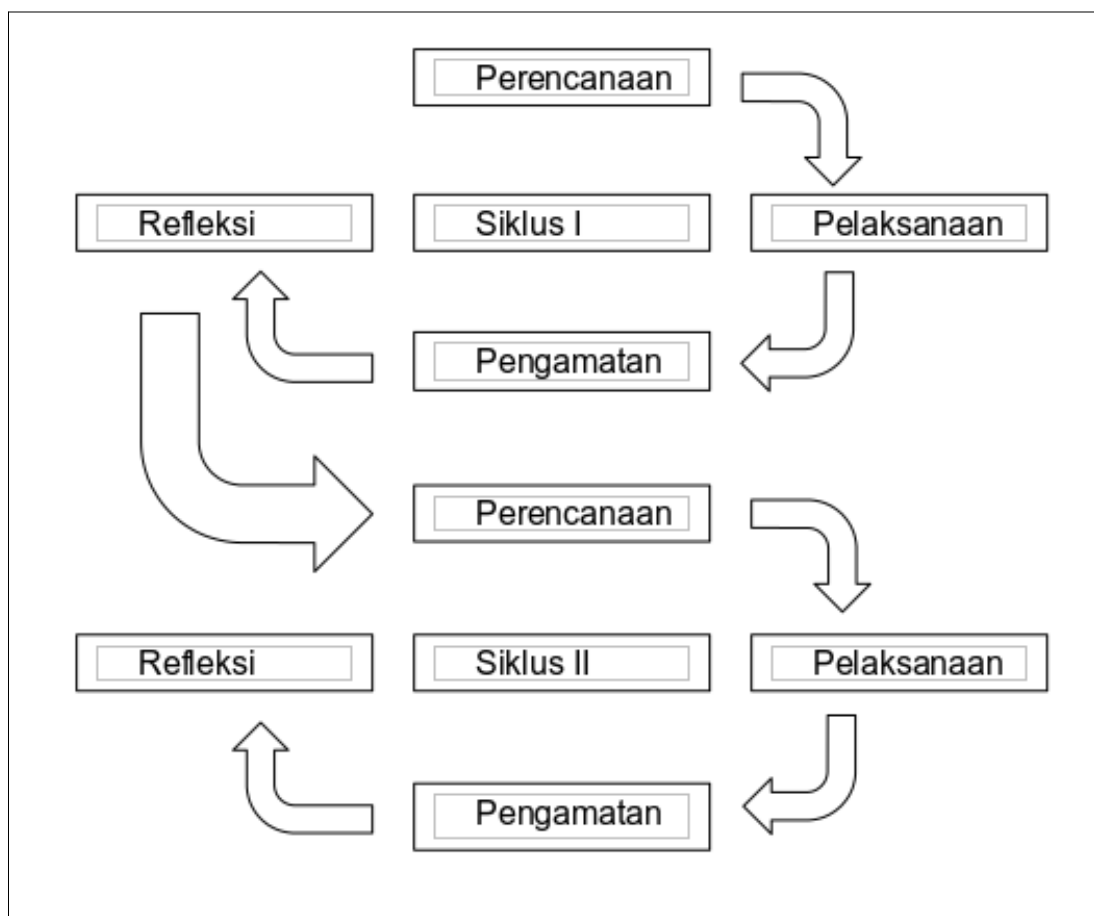 Perencanaan
Refleksi
Siklus I
Pelaksanaan
Pengamatan
Perencanaan
Refleksi
Siklus II
Pelaksanaan
Pengamatan